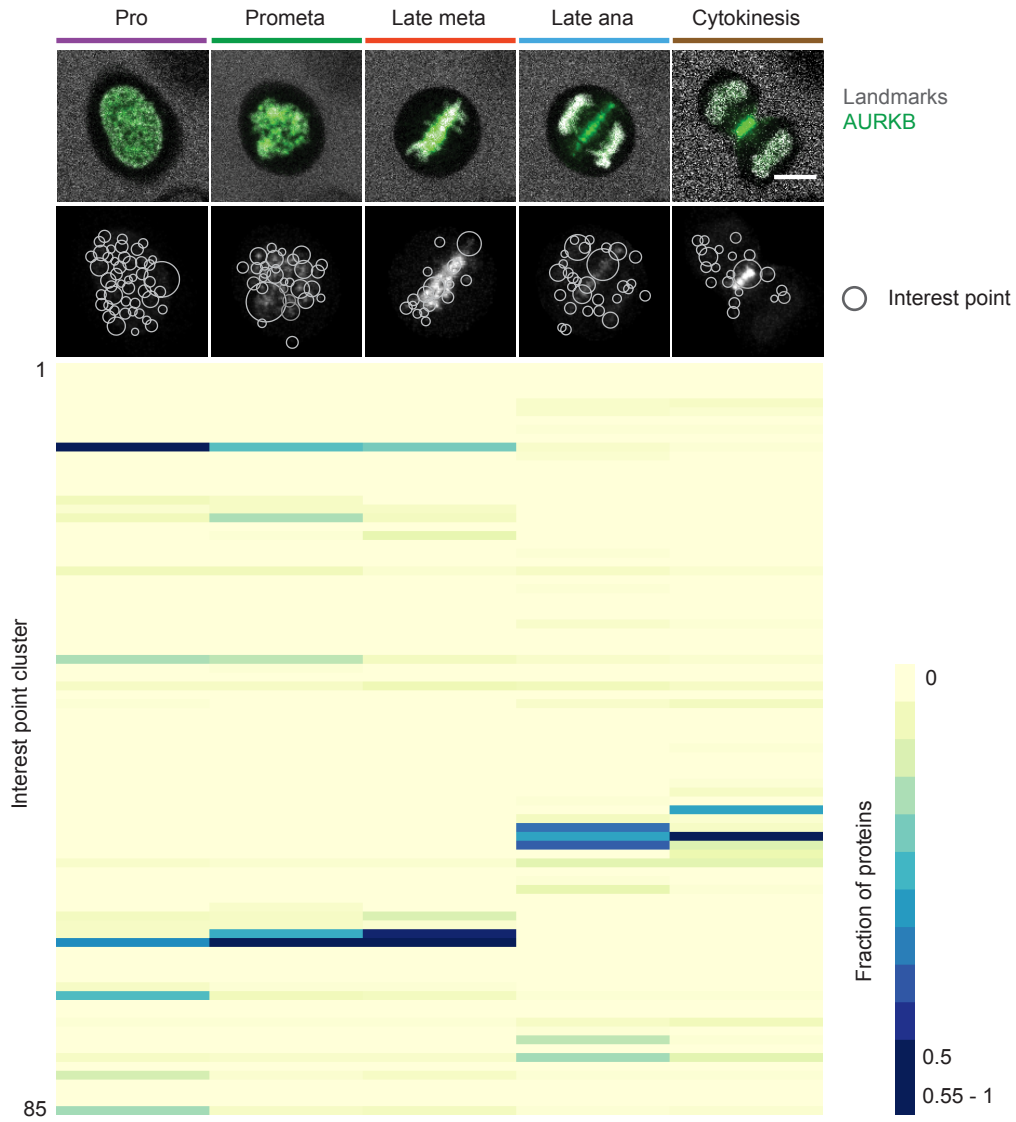 Pro Prometa Late meta Late ana Cytokinesis
Landmarks
AURKB
Interest point
1
Interest point cluster
85
Fraction of proteins
0
0.5
0.55 - 1